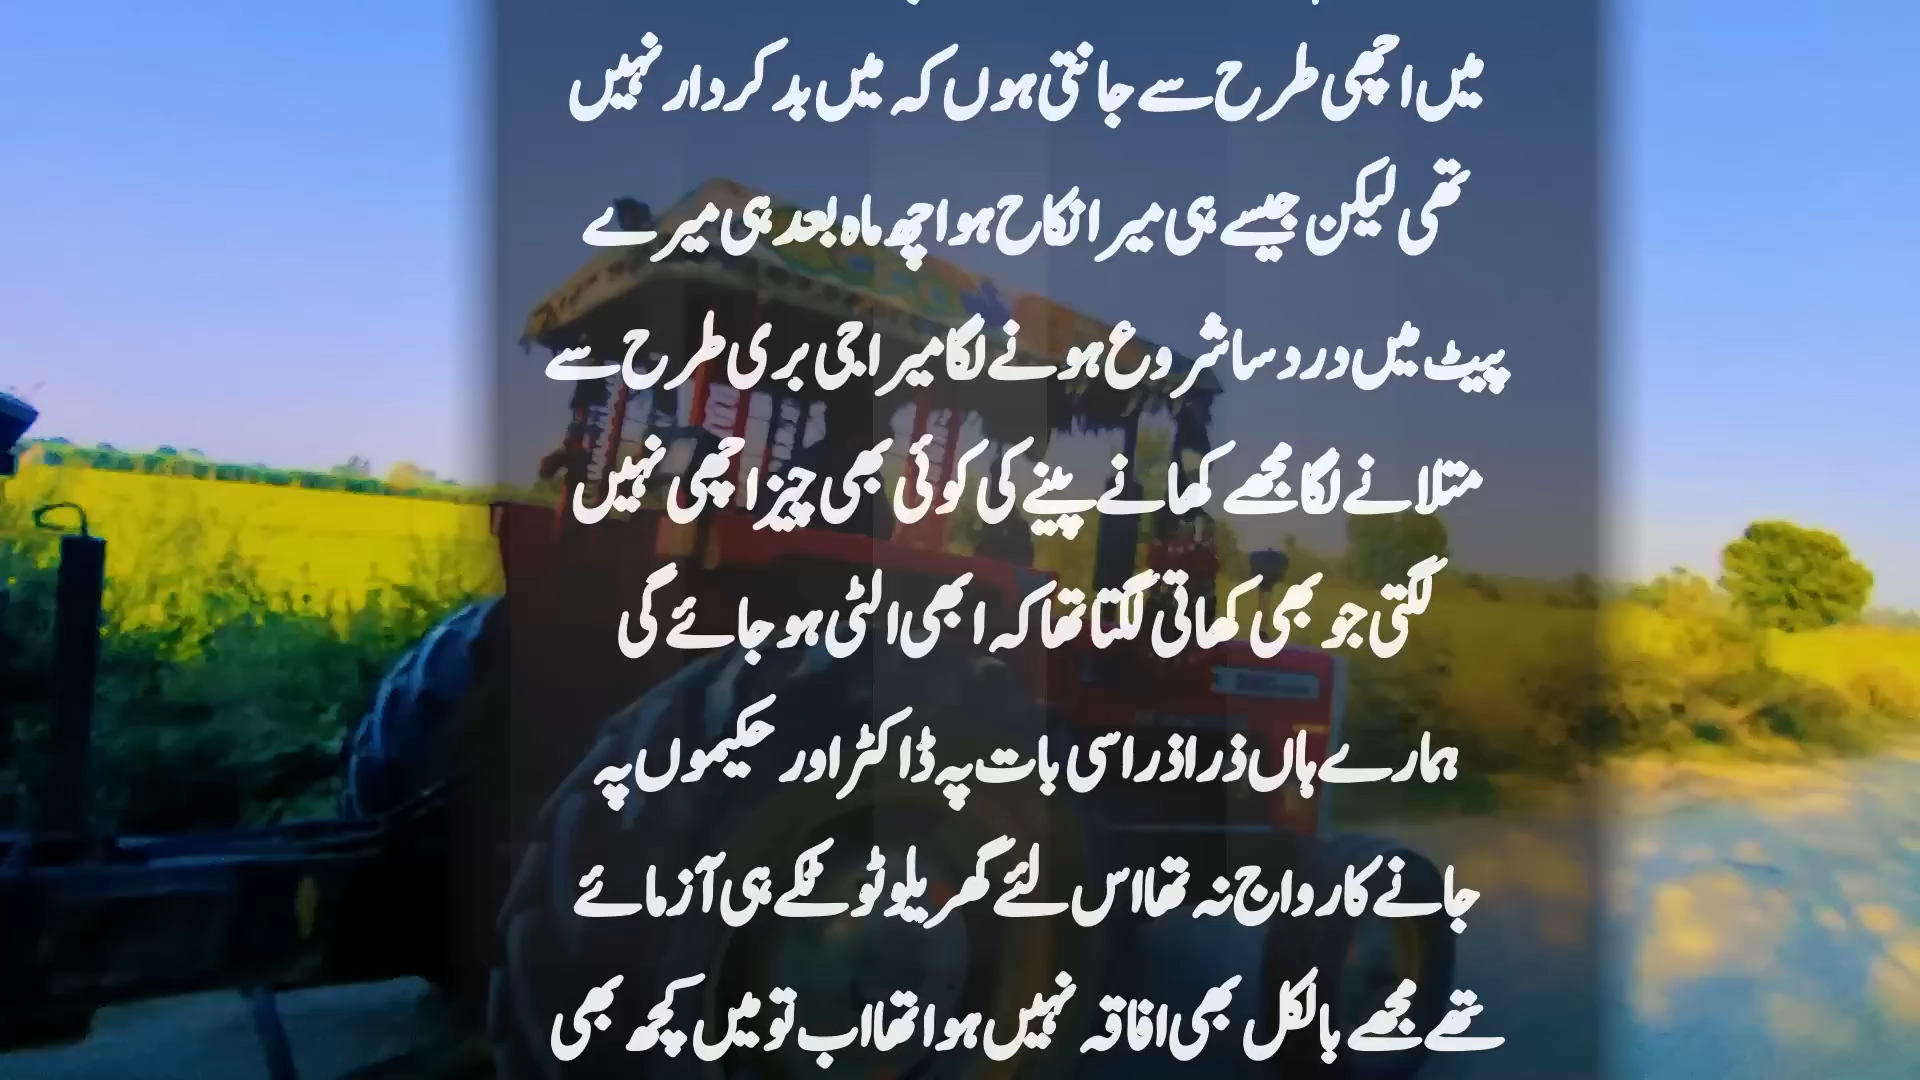 میں اچھی طرح سے جانتی ہوں کہ میں بدکردار نہیں
تھی لیکن جیسے ہی میرا نکاح ہوا چھ ماہ بعد ہی میرے
پیٹ میں درد سا شروع ہونے لگا میرا جی بری طرح سے
متلانے لگا مجھے کھانے پینے کی کوئی بھی چیز اچھی نہیں
لگتی جو بھی کھاتی لگتا تھا کہ ابھی الٹی ہو جائے گی
ہمارے ہاں ذرا ذرا سی بات پہ ڈاکٹر اور حکیموں پہ
جانے کا رواج نہ تھا اس لئے گھریلو ٹوٹکے ہی آزمائے
تھے مجھے بالکل بھی افاقہ نہیں ہوا تھا اب تو میں کچھ بھی